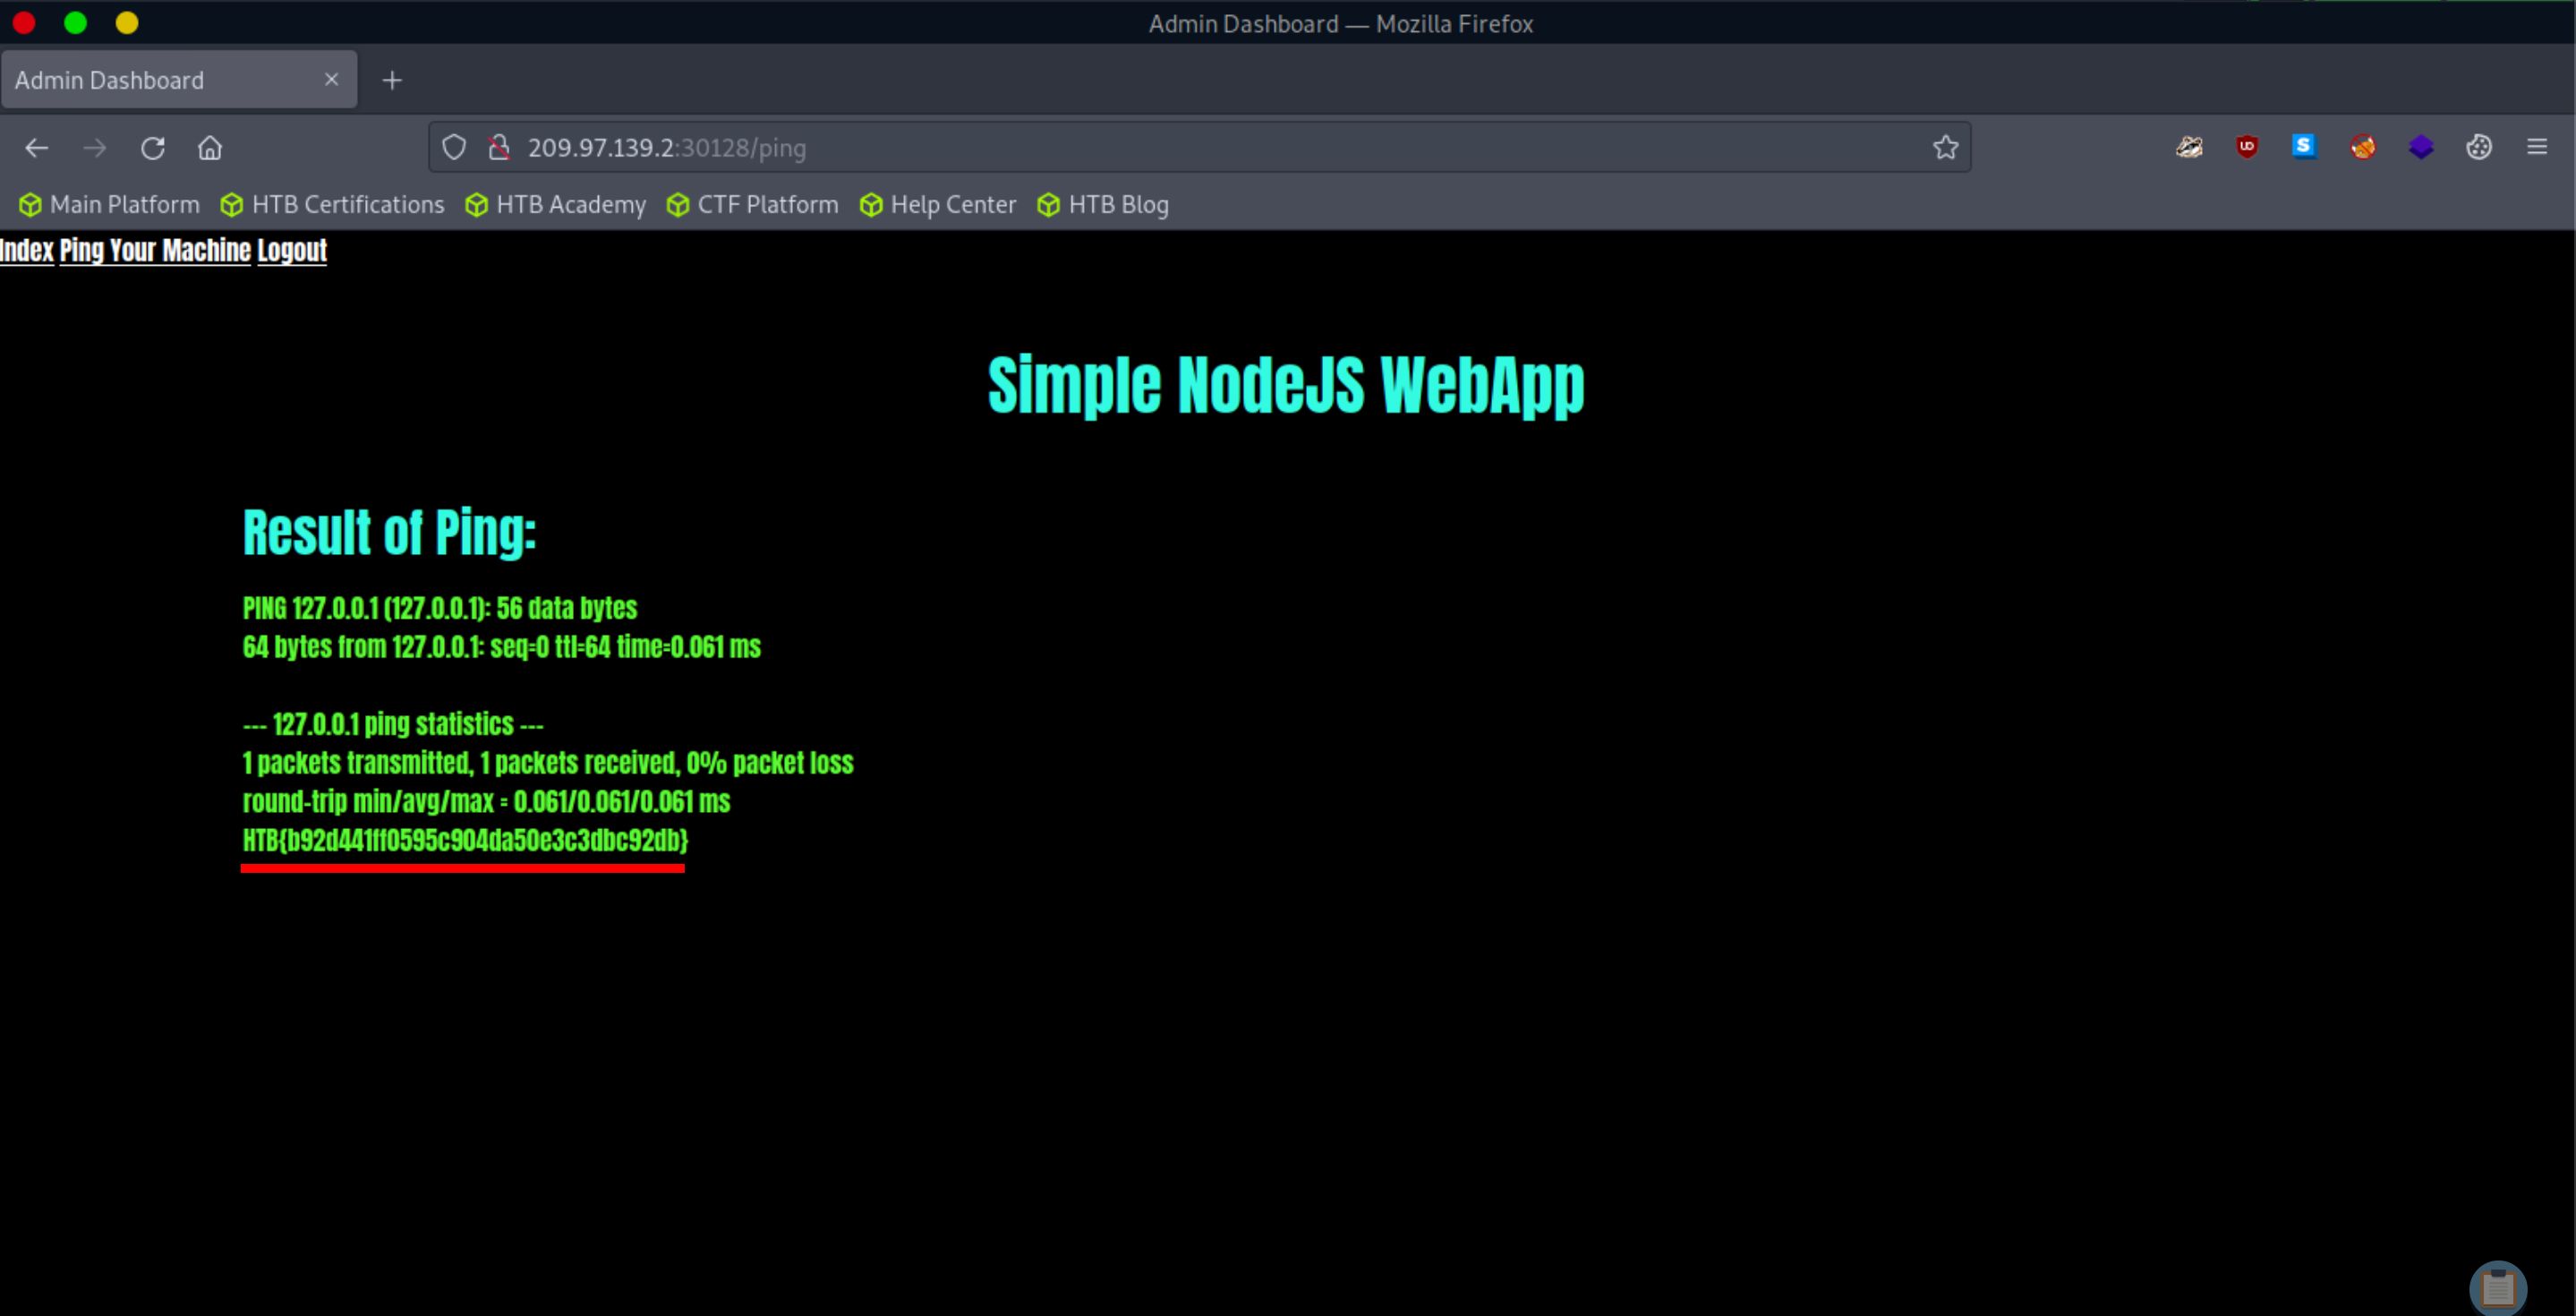 Admin Dashboard — Mozilla Firefox
Admin Dashboard
209.97.139.2:30128/ping
Main Platform HTB Certifications HTB Academy CTF Platform Help Center HTB Blog
Index Ping Your Machine Logout
Simple NodeJS WebApp
Result of Ping:
PING 127.0.0.1 (127.0.0.1): 56 data bytes
64 bytes from 127.0.0.1: seq=0 ttl=64 time=0.061 ms
--- 127.0.0.1 ping statistics ---
1 packets transmitted, 1 packets received, 0% packet loss
round-trip min/avg/max = 0.061/0.061/0.061 ms
HTB{b92d441ff0595c904da50e3c3dbc92db}